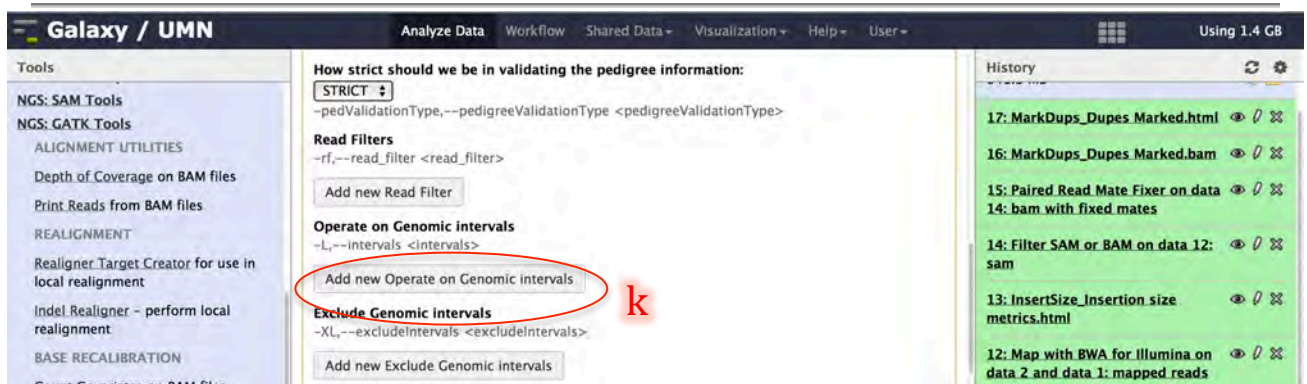 Galaxy / UMN
Analyze Data Workflow Shared Data Visualization Help User
Using 1.4 GB
Tools
NGS: SAM Tools
NGS: GATK Tools
ALIGNMENT UTILITIES
Depth of Coverage on BAM files
Print Reads from BAM files
REALIGNMENT
Realigner Target Creator for use in
local realignment
Indel Realigner - perform local
realignment
BASE RECALIBRATION
How strict should we be in validating the pedigree information:
STRICT
-pedValidationType,--pedigreeValidationType <pedigreeValidationType>
Read Filters
-rf,--read_filter <read_filter>
Add new Read Filter
Operate on Genomic intervals
-L,--intervals <intervals>
Add new Operate on Genomic intervals
k
Exclude Genomic intervals
-XL,--excludeIntervals <excludeIntervals>
Add new Exclude Genomic intervals
History
17: MarkDups_Dupes Marked.html
16: MarkDups_Dupes Marked.bam
15: Paired Read Mate Fixer on data
14: bam with fixed mates
14: Filter SAM or BAM on data 12:
sam
13: InsertSize_Insertion size
metrics.html
12: Map with BWA for Illumina on
data 2 and data 1: mapped reads